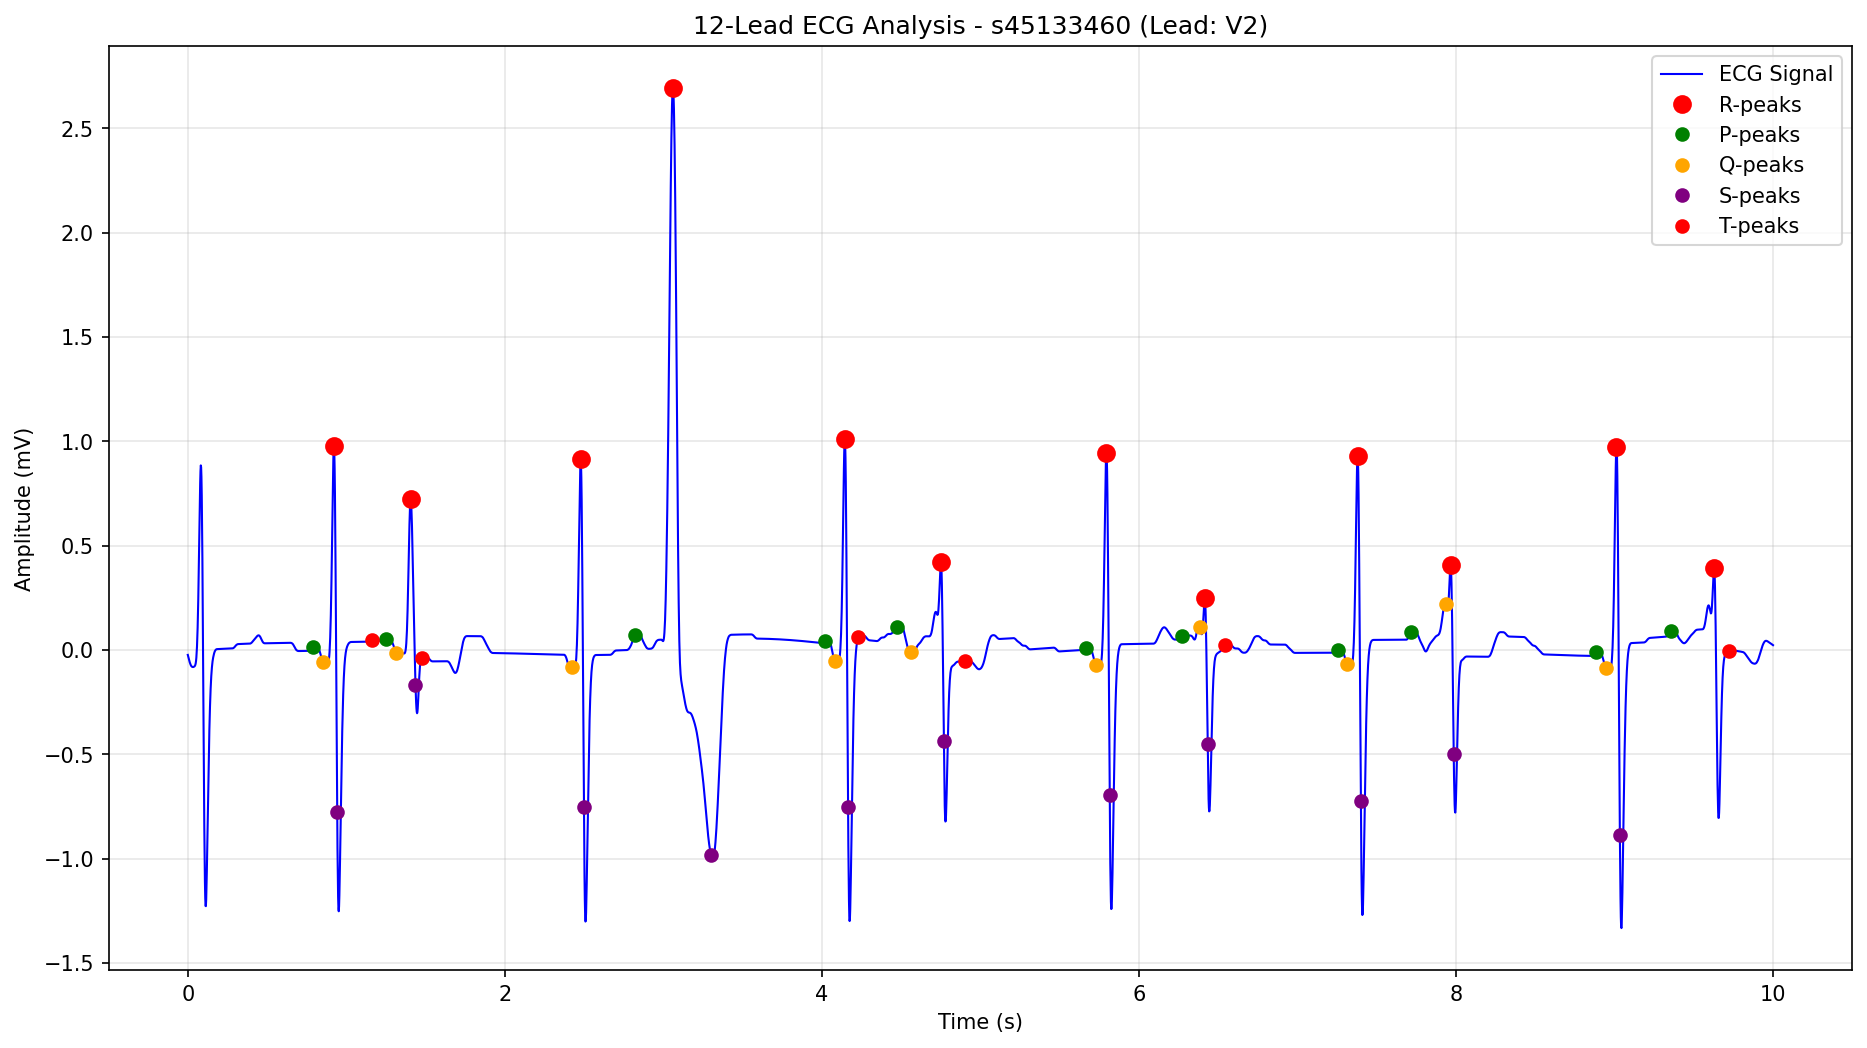 12-Lead ECG Analysis - s45133460 (Lead: V2)
ECG Signal
R-peaks
P-peaks
Q-peaks
S-peaks
T-peaks
Amplitude (mV)
2.5
2.0
1.5
1.0
0.5
0.0
−0.5
−1.0
−1.5
0 2 4 6 8 10
Time (s)